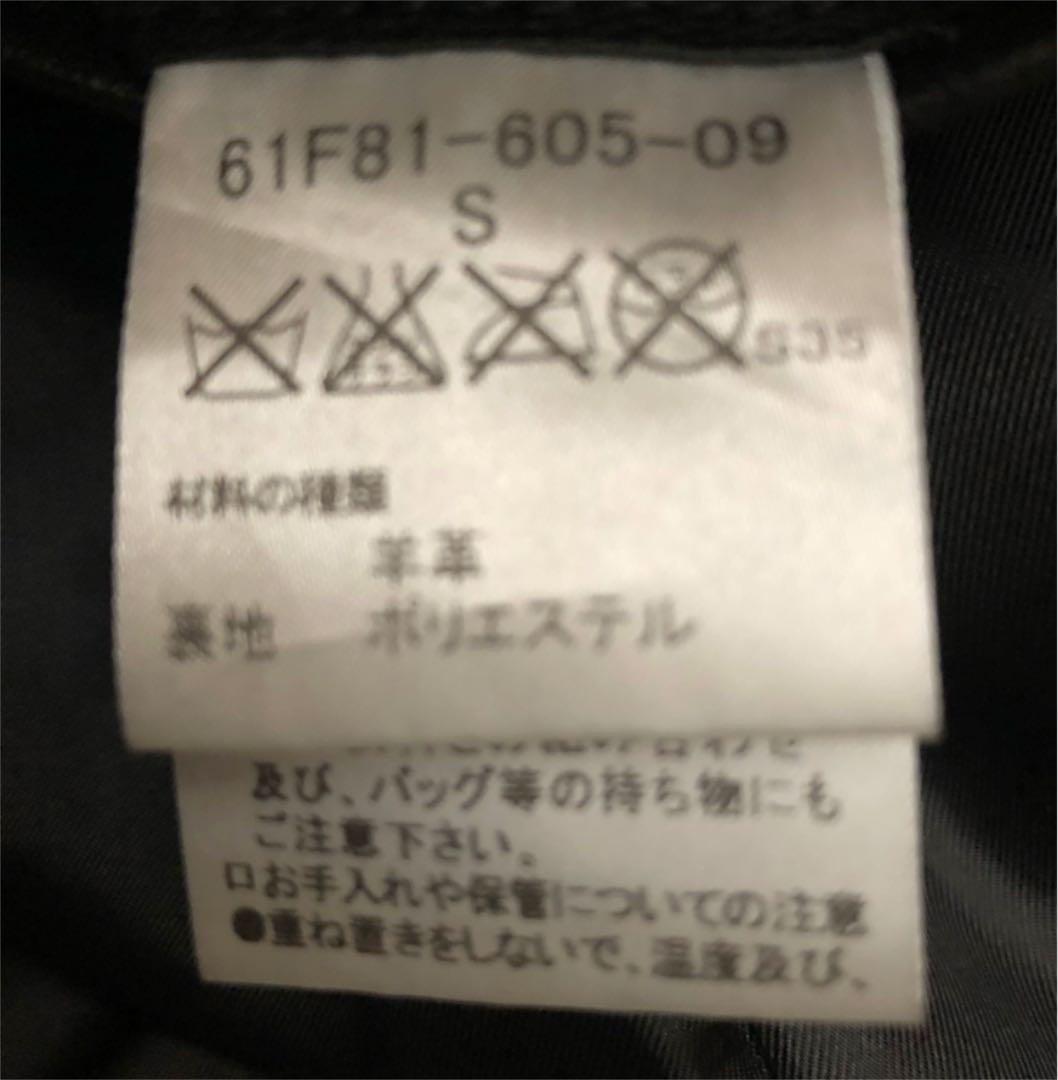 61F81-605-09
S
S35
材料の種類
羊革
裏地 ポリエステル
及び、バッグ等の持ち物にも
ご注意下さい。
ロお手入れや保管についての注意
●重ね置きをしないで、温度及び、